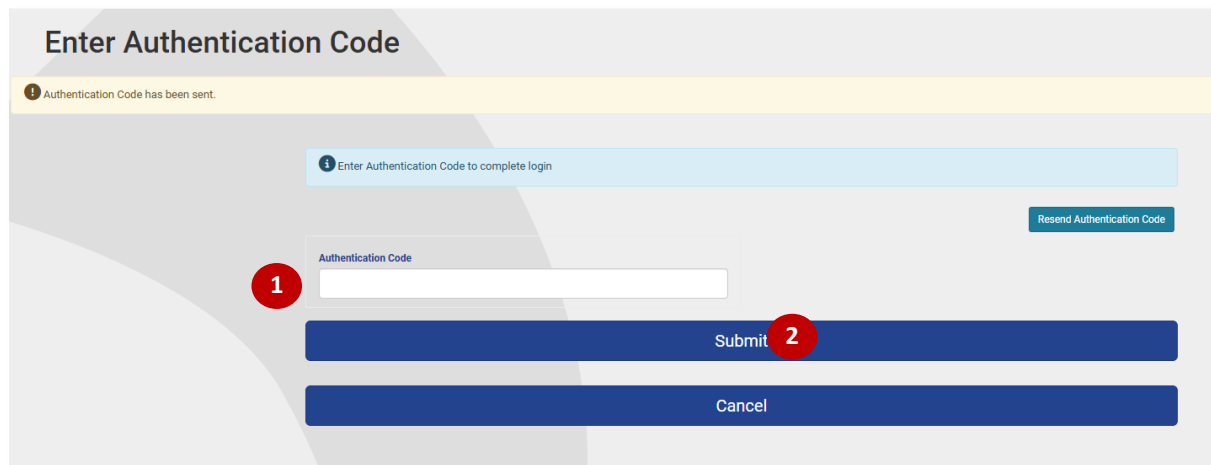 Enter Authentication Code
Authentication Code has been sent.
Enter Authentication Code to complete login
Resend Authentication Code
Authentication Code
1
Submit 2
Cancel